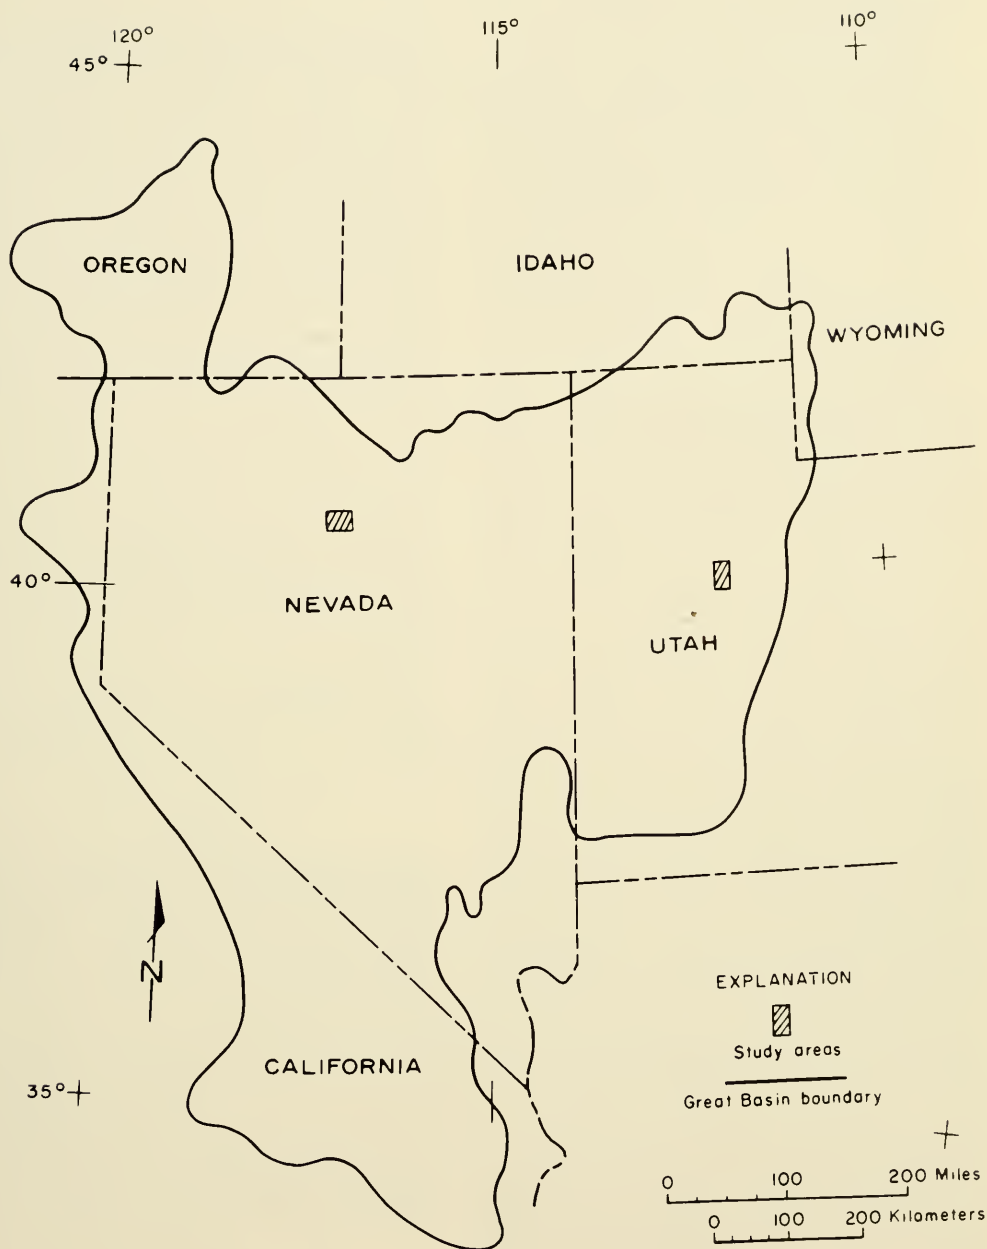 120°
115°
110°
45°
OREGON
IDAHO
WYOMING
40°
NEVADA
UTAH
N
EXPLANATION
Study areas
Great Basin boundary
CALIFORNIA
35°
0 100 200 Miles
0 100 200 Kilometers